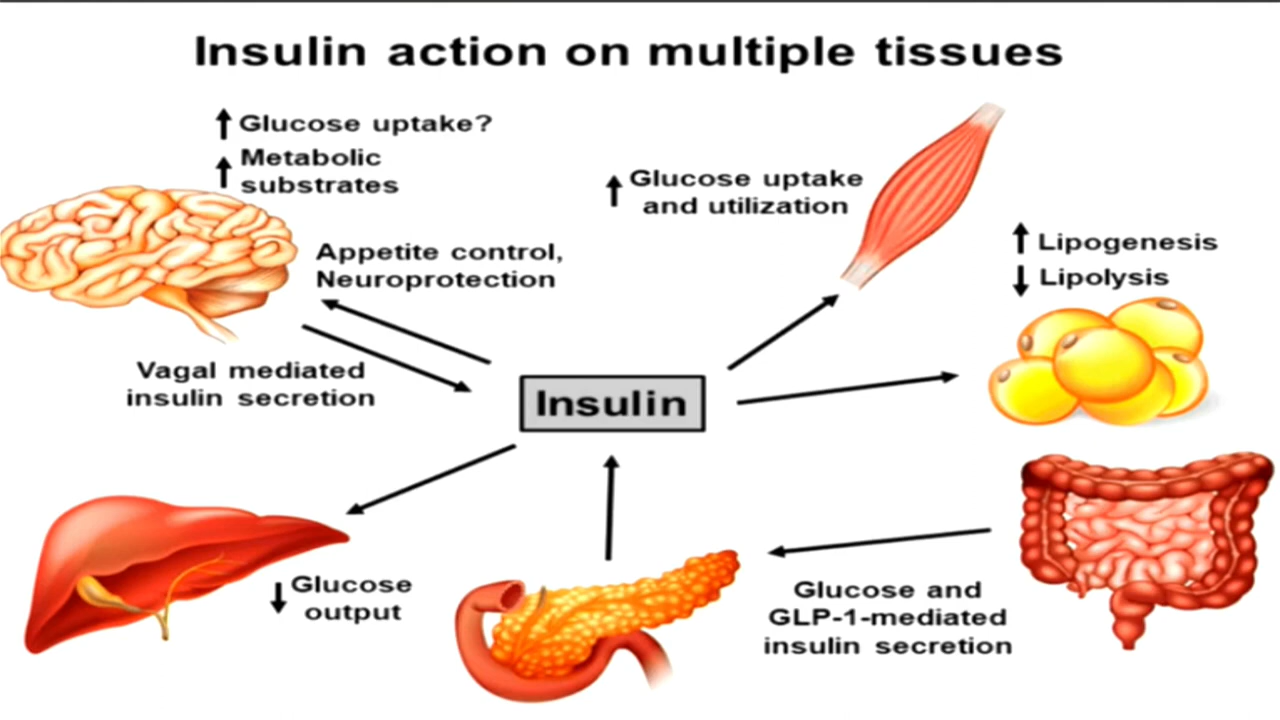 Insulin action on multiple tissues
↑ Glucose uptake?
↑ Metabolic
substrates
Appetite control,
Neuroprotection
Vagal mediated
insulin secretion
↑ Glucose uptake
and utilization
↑ Lipogenesis
↓ Lipolysis
Insulin
↓ Glucose
output
Glucose and
GLP-1-mediated
insulin secretion